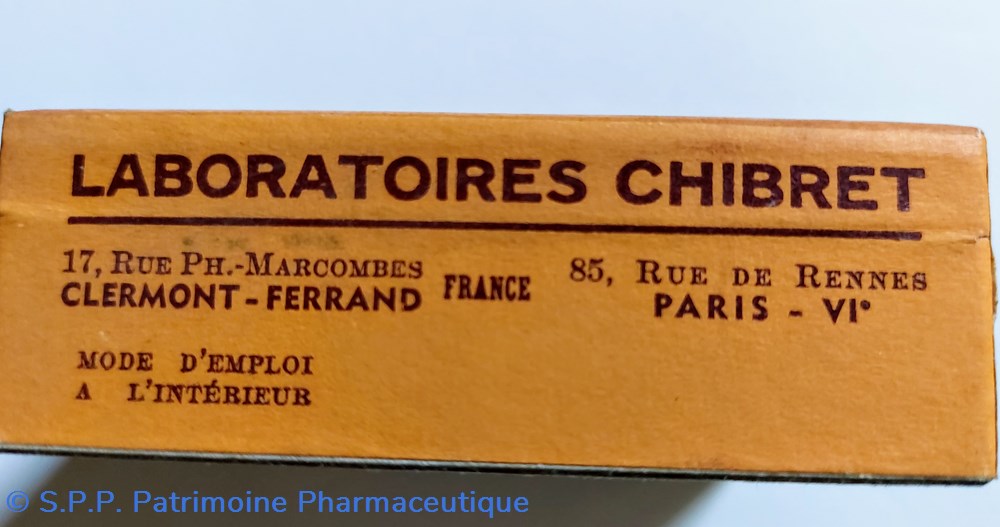 LABORATOIRES CHIBRET
17, RUE PH.-MARCOMBES
CLERMONT-FERRAND
FRANCE
85, RUE DE RENNES
PARIS - VIe
MODE D'EMPLOI
A L'INTÉRIEUR
© S.P.P. Patrimoine Pharmaceutique